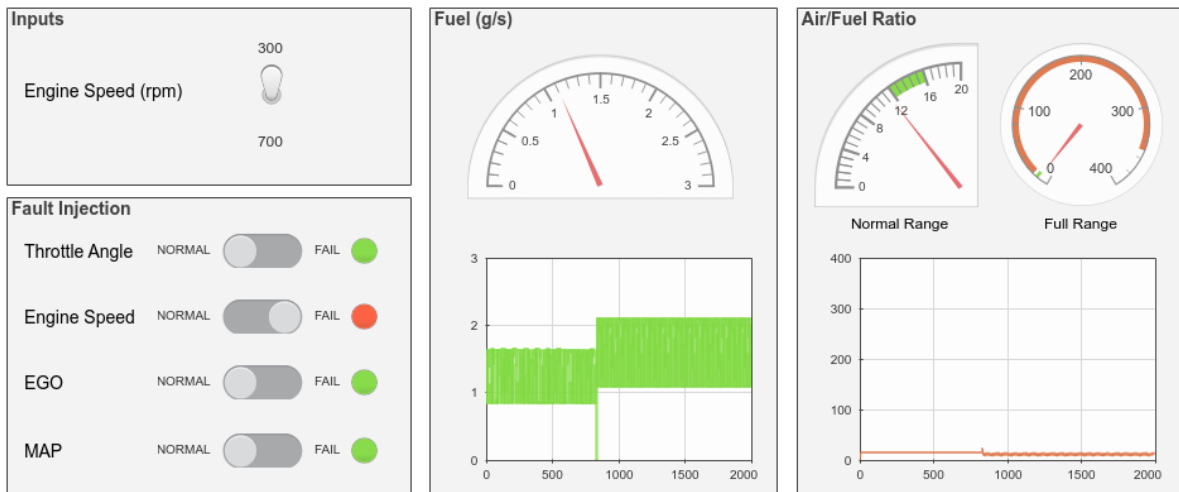 Inputs
300
Engine Speed (rpm)
700
Fault Injection
Throttle Angle NORMAL FAIL
Engine Speed NORMAL FAIL
EGO NORMAL FAIL
MAP NORMAL FAIL
Fuel (g/s)
0 0.5 1 1.5 2 2.5 3
3
2
1
0
0 500 1000 1500 2000
Air/Fuel Ratio
0 4 8 12 16 20
0 100 200 300 400
Normal Range Full Range
400
300
200
100
0
0 500 1000 1500 2000